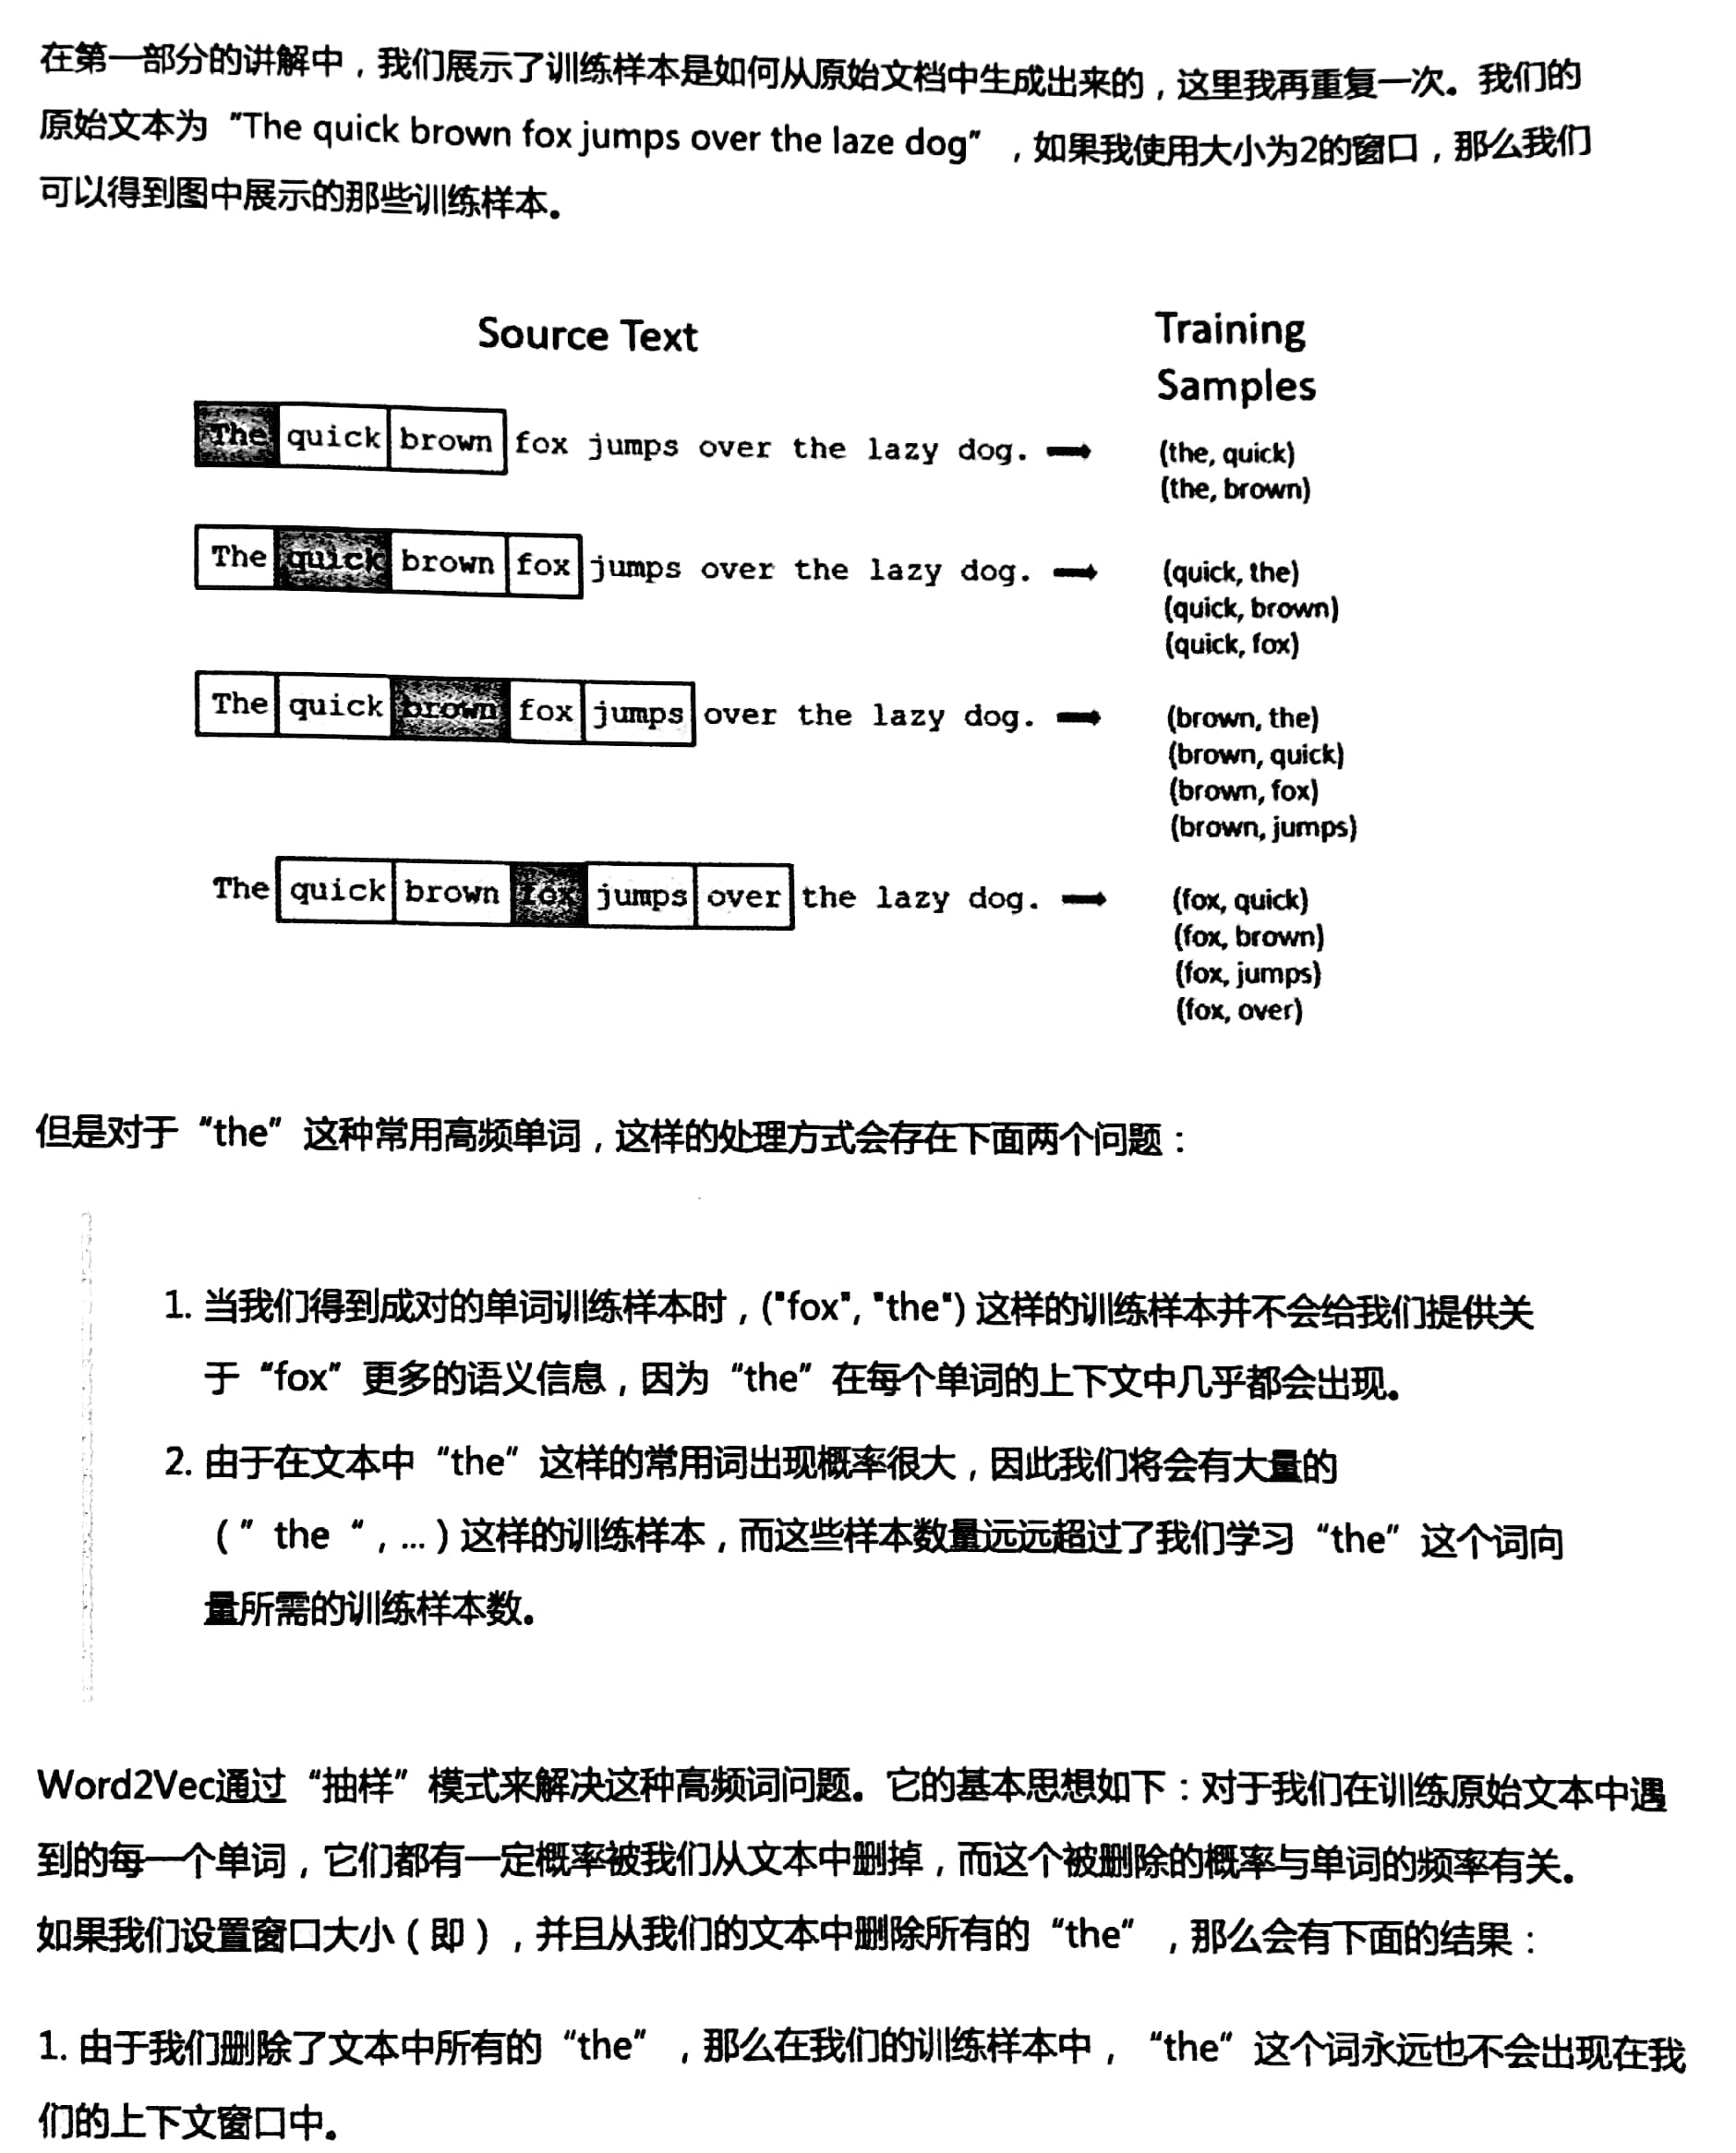 在第一部分的讲解中，我们展示了训练样本是如何从原始文档中生成出来的，这里我再重复一次。我们的
原始文本为“The quick brown fox jumps over the laze dog”，如果我使用大小为2的窗口，那么我们
可以得到图中展示的那些训练样本。
Source Text
Training
Samples
The quick brown fox jumps over the lazy dog. ➡
(the, quick)
(the, brown)
The quick brown fox jumps over the lazy dog. ➡
(quick, the)
(quick, brown)
(quick, fox)
The quick brown fox jumps over the lazy dog. ➡
(brown, the)
(brown, quick)
(brown, fox)
(brown, jumps)
The quick brown fox jumps over the lazy dog. ➡
(fox, quick)
(fox, brown)
(fox, jumps)
(fox, over)
但是对于“the”这种常用高频单词，这样的处理方式会存在下面两个问题：
1. 当我们得到成对的单词训练样本时，("fox", "the") 这样的训练样本并不会给我们提供关
于“fox”更多的语义信息，因为“the”在每个单词的上下文中几乎都会出现。
2. 由于在文本中“the”这样的常用词出现概率很大，因此我们将会有大量的
（” the “，...）这样的训练样本，而这些样本数量远远超过了我们学习“the”这个词向
量所需的训练样本数。
Word2Vec通过“抽样”模式来解决这种高频词问题。它的基本思想如下：对于我们在训练原始文本中遇
到的每一个单词，它们都有一定概率被我们从文本中删掉，而这个被删除的概率与单词的频率有关。
如果我们设置窗口大小（即），并且从我们的文本中删除所有的“the”，那么会有下面的结果：
1. 由于我们删除了文本中所有的“the”，那么在我们的训练样本中，“the”这个词永远也不会出现在我
们的上下文窗口中。